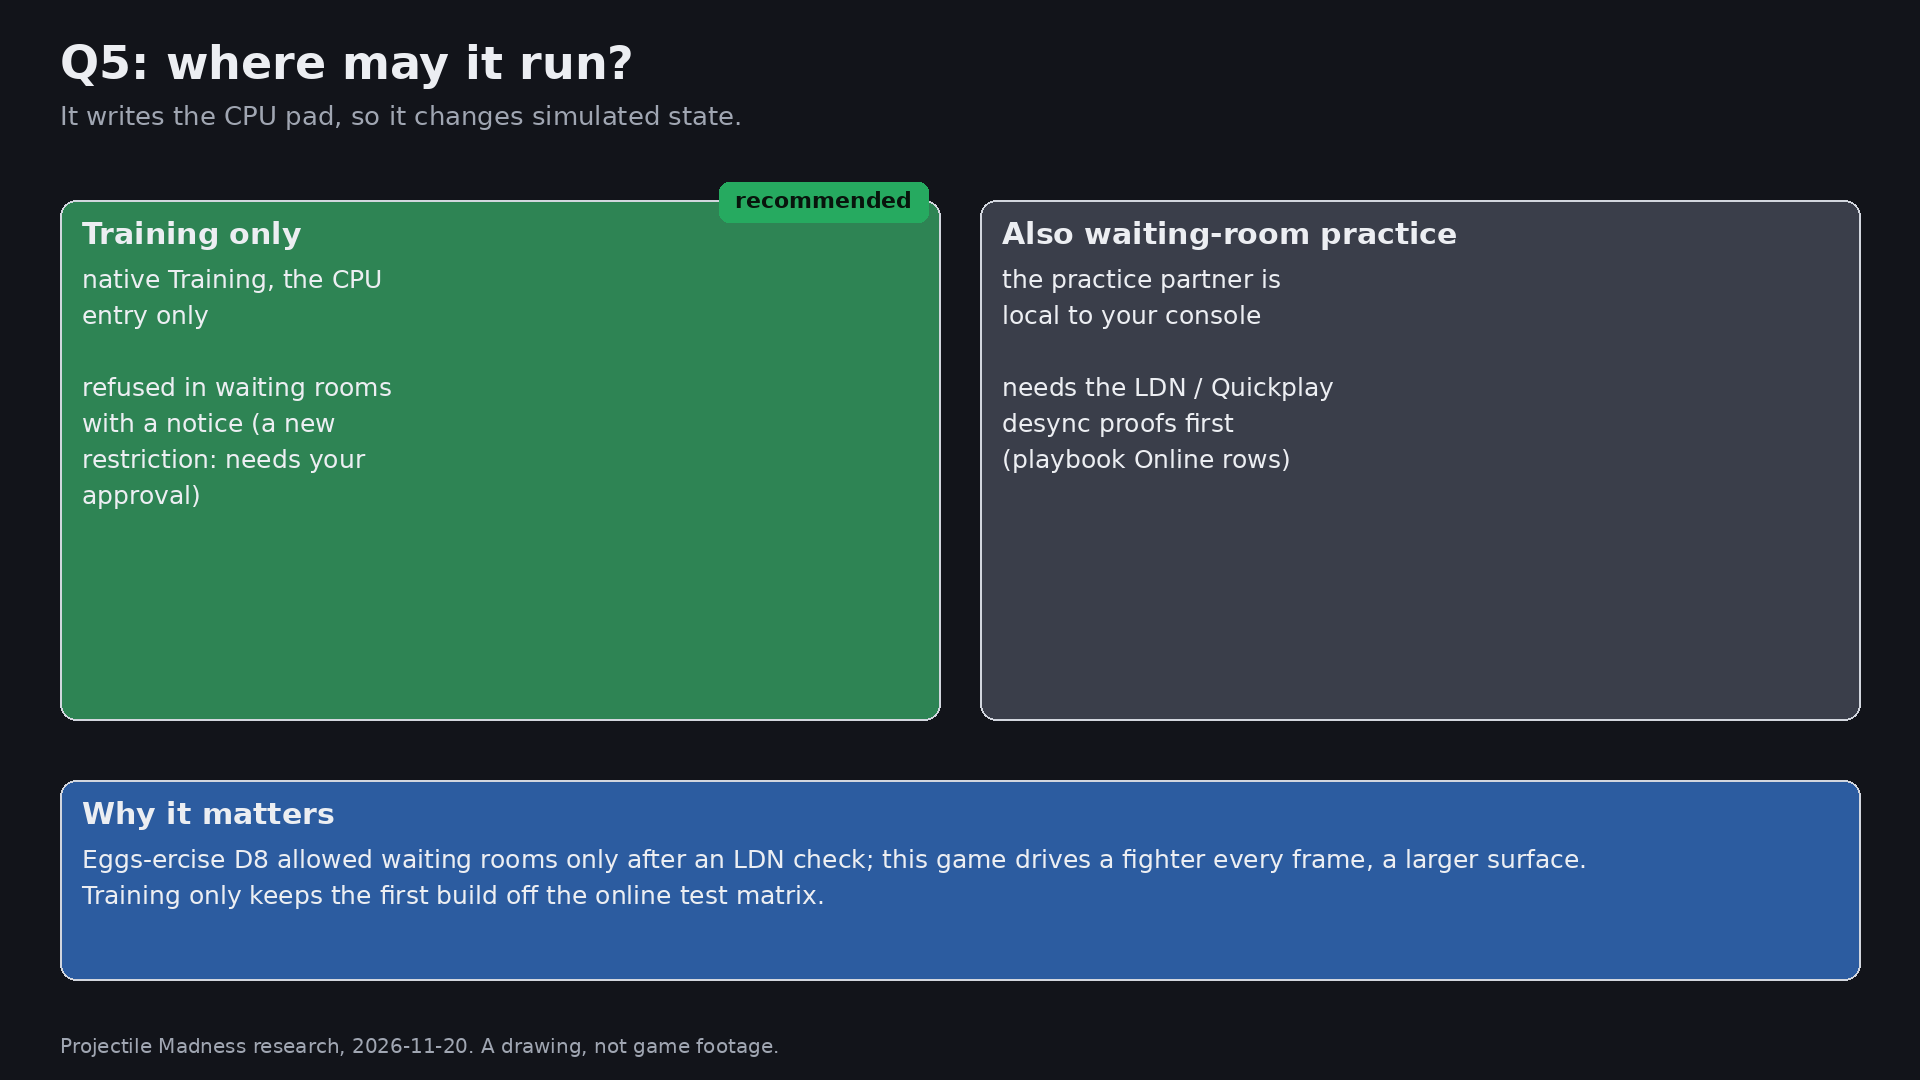 Q5: where may it run?
It writes the CPU pad, so it changes simulated state.
recommended
Training only
native Training, the CPU
entry only
refused in waiting rooms
with a notice (a new
restriction: needs your
approval)
Also waiting-room practice
the practice partner is
local to your console
needs the LDN / Quickplay
desync proofs first
(playbook Online rows)
Why it matters
Eggs-ercise D8 allowed waiting rooms only after an LDN check; this game drives a fighter every frame, a larger surface.
Training only keeps the first build off the online test matrix.
Projectile Madness research, 2026-11-20. A drawing, not game footage.